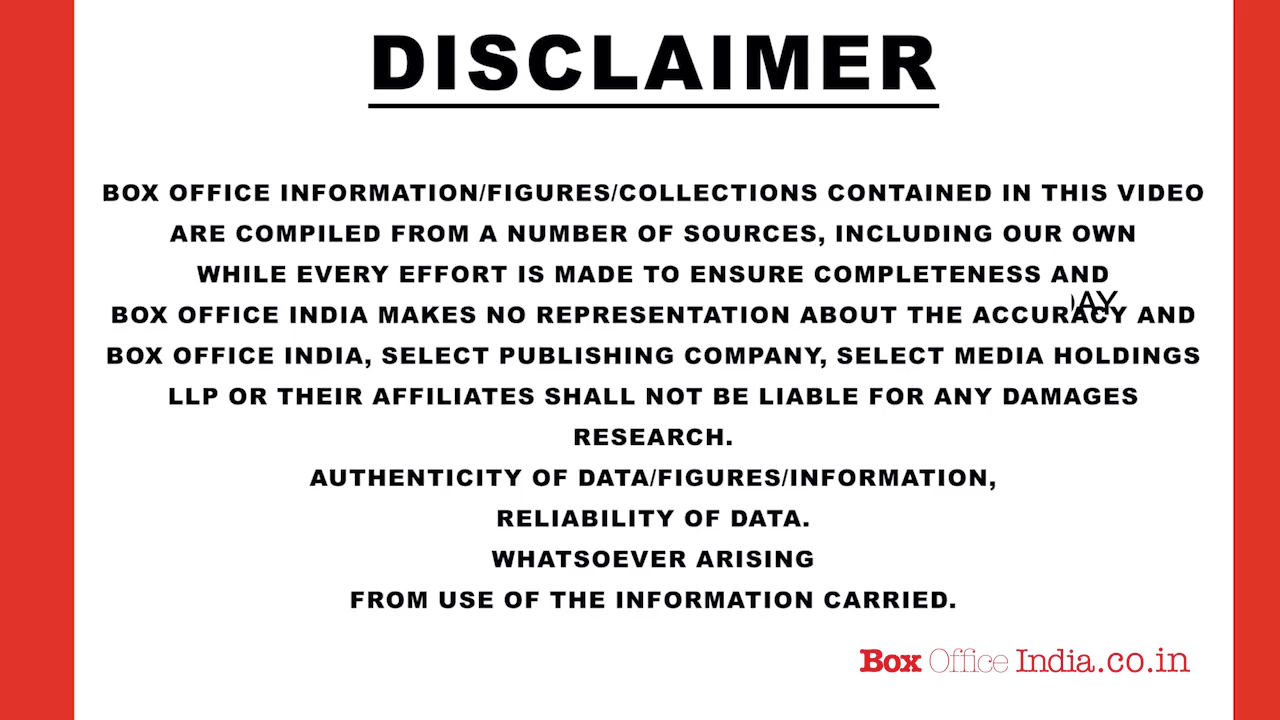 DISCLAIMER
BOX OFFICE INFORMATION/FIGURES/COLLECTIONS CONTAINED IN THIS VIDEO
ARE COMPILED FROM A NUMBER OF SOURCES, INCLUDING OUR OWN
WHILE EVERY EFFORT IS MADE TO ENSURE COMPLETENESS AND
BOX OFFICE INDIA MAKES NO REPRESENTATION ABOUT THE ACCURACY AND
BOX OFFICE INDIA, SELECT PUBLISHING COMPANY, SELECT MEDIA HOLDINGS
LLP OR THEIR AFFILIATES SHALL NOT BE LIABLE FOR ANY DAMAGES
RESEARCH.
AUTHENTICITY OF DATA/FIGURES/INFORMATION,
RELIABILITY OF DATA.
WHATSOEVER ARISING
FROM USE OF THE INFORMATION CARRIED.
Box Office India.co.in